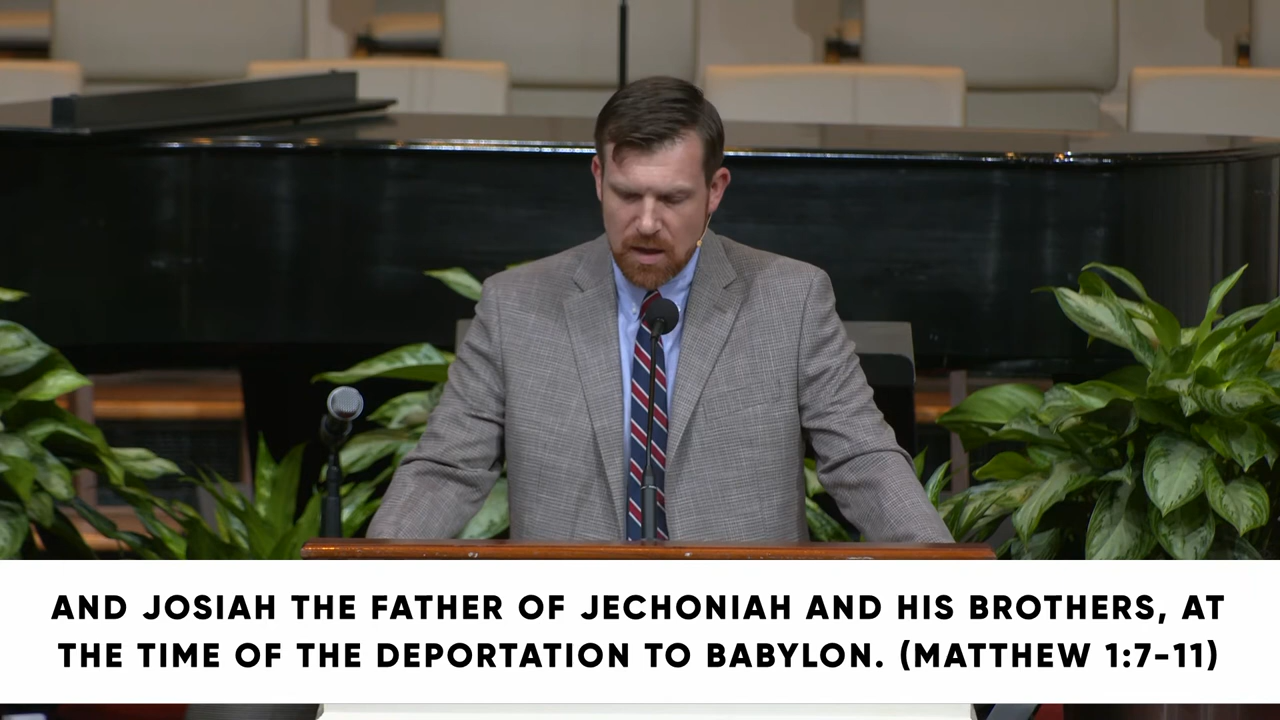 AND JOSIAH THE FATHER OF JECHONIAH AND HIS BROTHERS, AT
THE TIME OF THE DEPORTATION TO BABYLON. (MATTHEW 1:7-11)